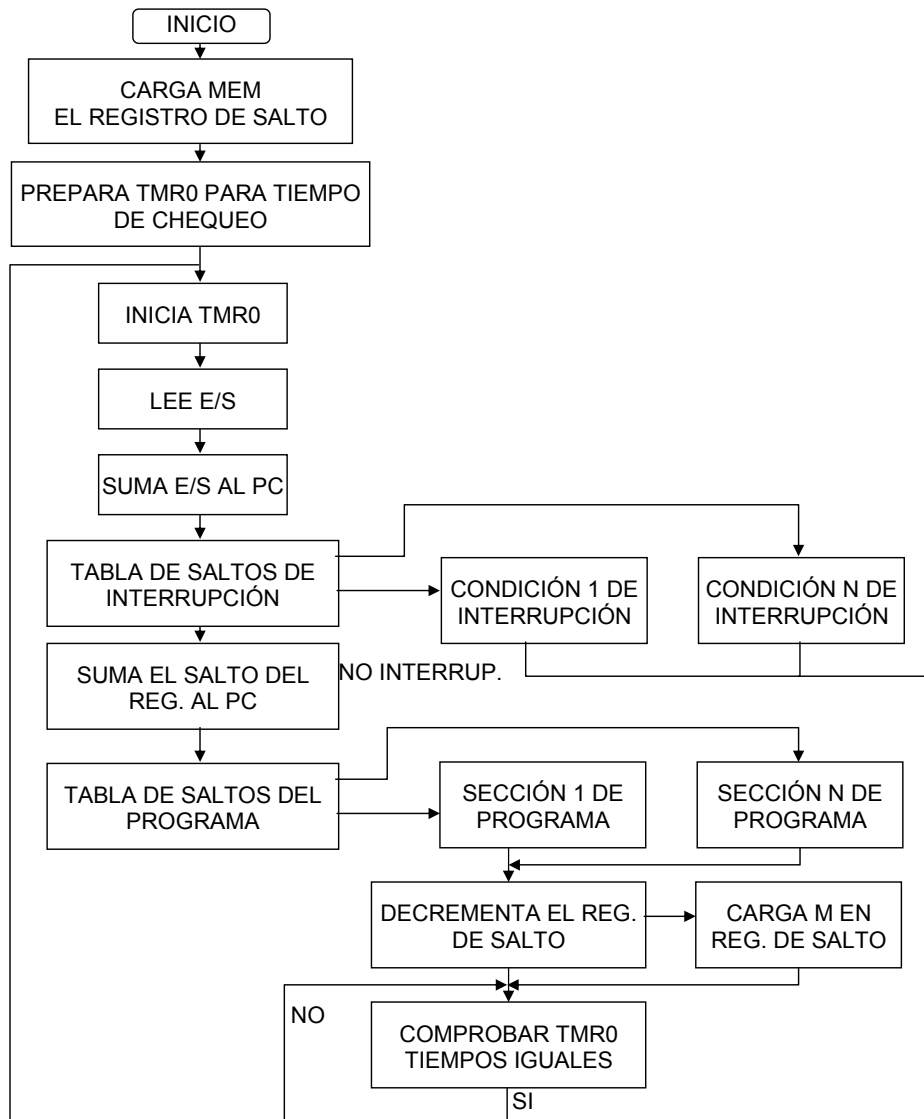 INICIO
CARGA MEM
EL REGISTRO DE SALTO
PREPARA TMR0 PARA TIEMPO
DE CHEQUEO
INICIA TMR0
LEE E/S
SUMA E/S AL PC
TABLA DE SALTOS DE
INTERRUPCIÓN
CONDICIÓN 1 DE
INTERRUPCIÓN
CONDICIÓN N DE
INTERRUPCIÓN
SUMA EL SALTO DEL
REG. AL PC
NO INTERRUP.
TABLA DE SALTOS DEL
PROGRAMA
SECCIÓN 1 DE
PROGRAMA
SECCIÓN N DE
PROGRAMA
DECREMENTA EL REG.
DE SALTO
CARGA M EN
REG. DE SALTO
NO
COMPROBAR TMR0
TIEMPOS IGUALES
SI